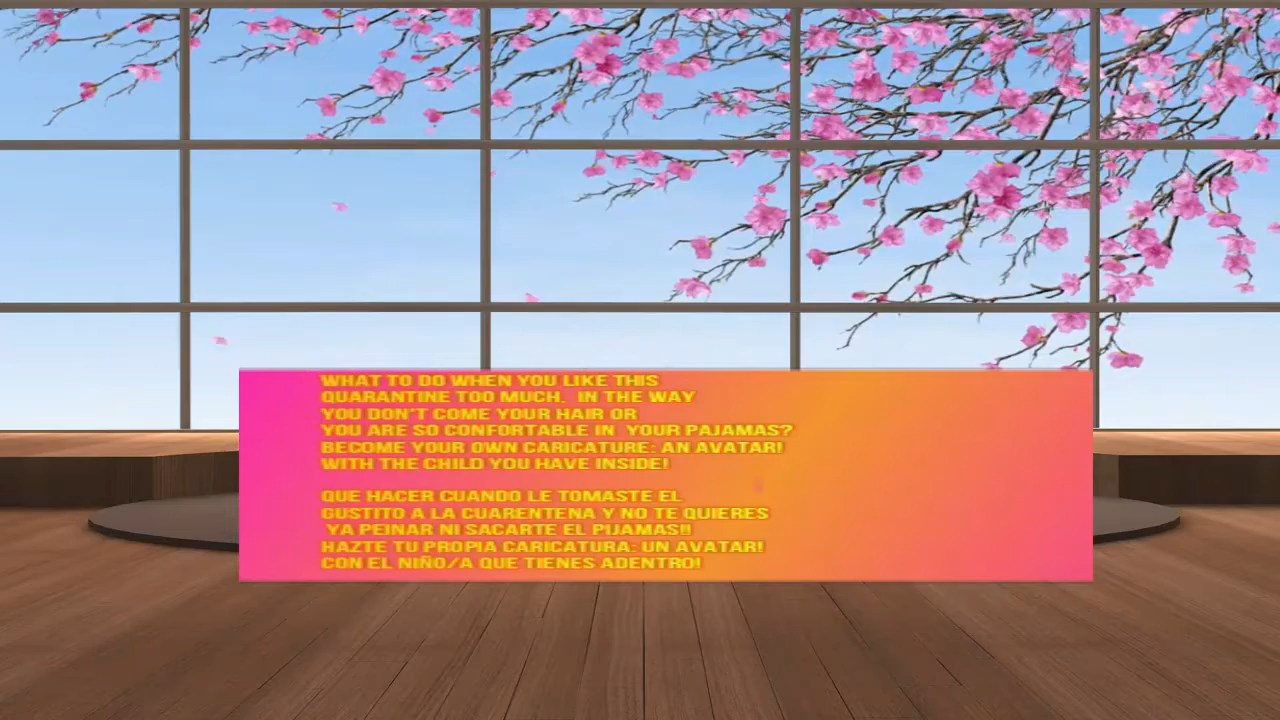 WHAT TO DO WHEN YOU LIKE THIS
QUARANTINE TOO MUCH. IN THE WAY
YOU DON'T COME YOUR HAIR OR
YOU ARE SO CONFORTABLE IN YOUR PAJAMAS?
BECOME YOUR OWN CARICATURE: AN AVATAR!
WITH THE CHILD YOU HAVE INSIDE!
QUE HACER CUANDO LE TOMASTE EL
GUSTITO A LA CUARENTENA Y NO TE QUIERES
YA PEINAR NI SACARTE EL PIJAMAS!!
HAZTE TU PROPIA CARICATURA: UN AVATAR!
CON EL NIÑO/A QUE TIENES ADENTRO!